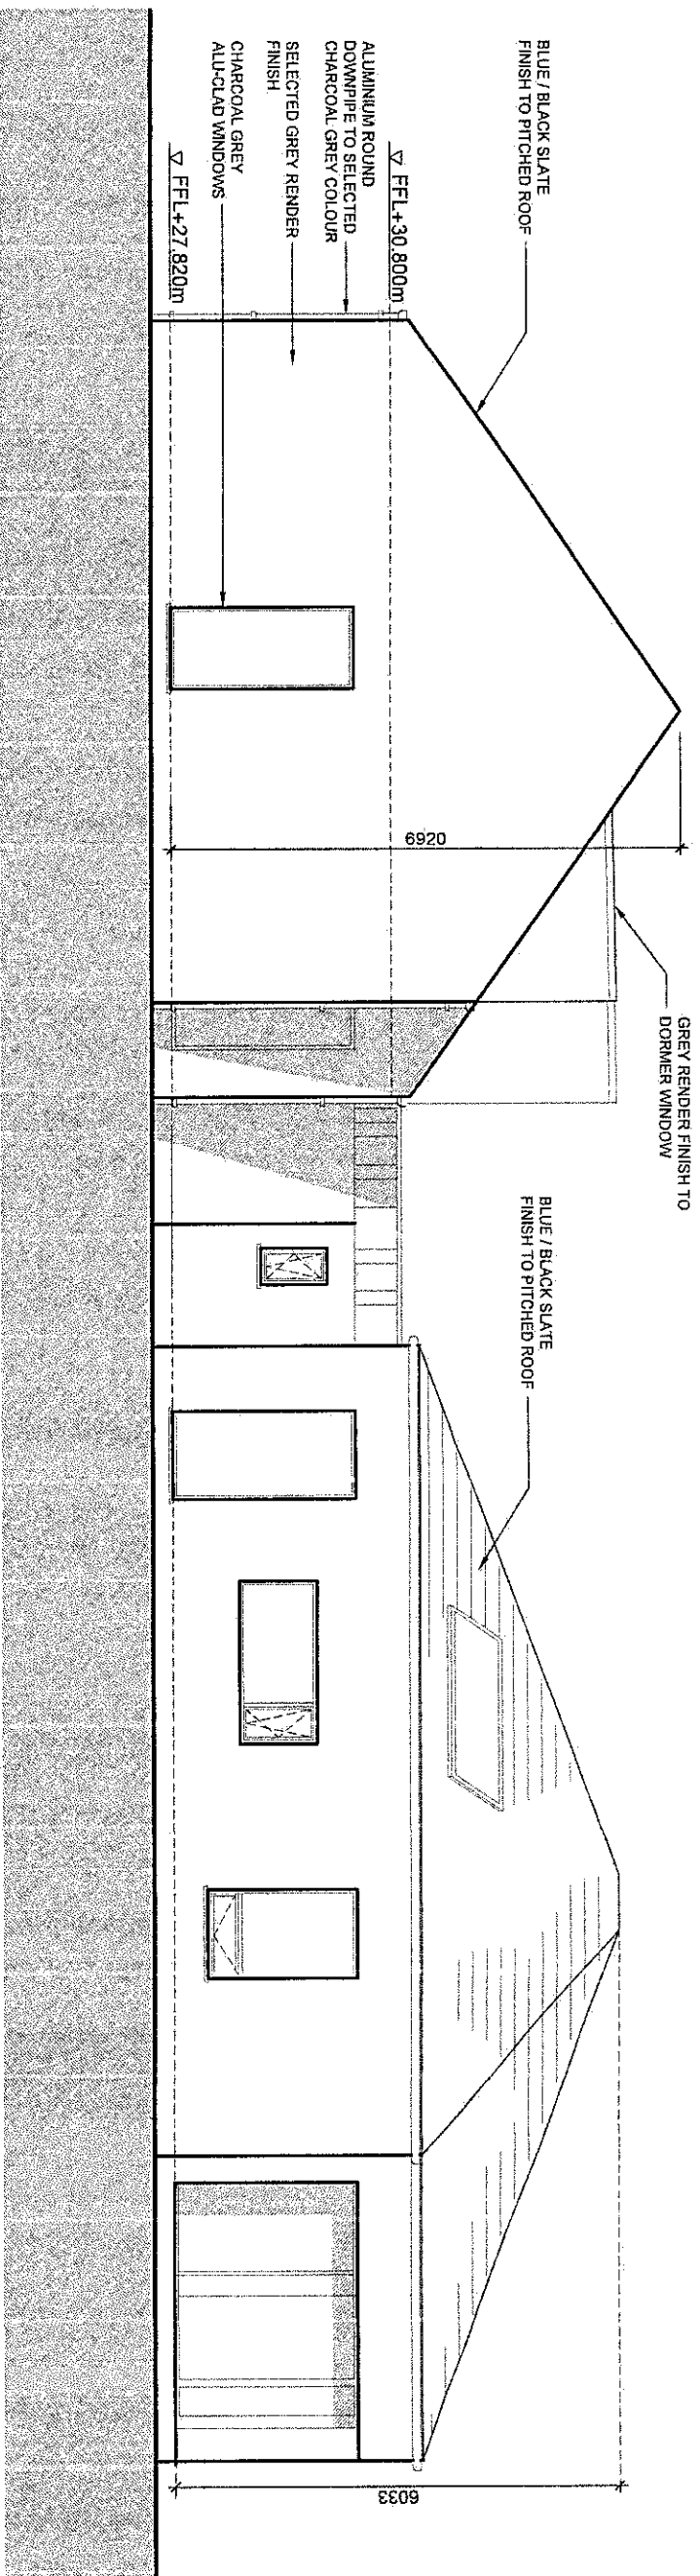 BLUE / BLACK SLATE
FINISH TO PITCHED ROOF
FFL+30.800m
ALUMINIUM ROUND
DOWNPIPE TO SELECTED
CHARCOAL GREY COLOUR
SELECTED GREY RENDER
FINISH
FFL+27.820m
CHARCOAL GREY
ALU-CLAD WINDOWS
6920
GREY RENDER FINISH TO
DORMER WINDOW
BLUE / BLACK SLATE
FINISH TO PITCHED ROOF
6033